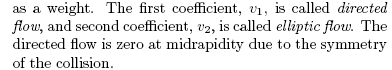 as a weight. The first coefficient, v₁, is called directed
flow, and second coefficient, v₂, is called elliptic flow. The
directed flow is zero at midrapidity due to the symmetry
of the collision.